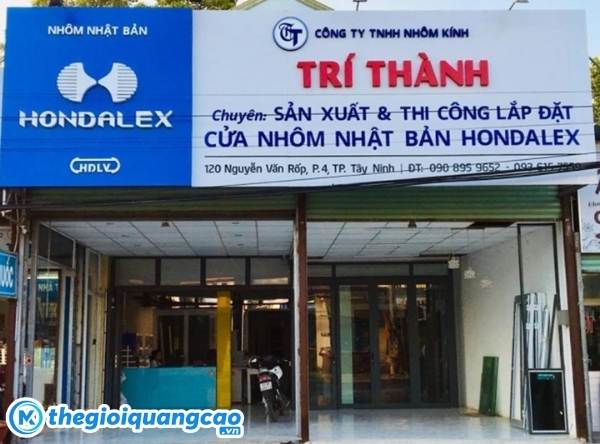 NHÔM NHẬT BẢN
HONDALEX
HDLV
CÔNG TY TNHH NHÔM KÍNH
TRÍ THÀNH
Chuyên: SẢN XUẤT & THI CÔNG LẮP ĐẶT
CỬA NHÔM NHẬT BẢN HONDALEX
120 Nguyễn Văn Rốp, P.4, TP. Tây Ninh | ĐT: 090 895 9652 -
thegioiquangcao
.vn